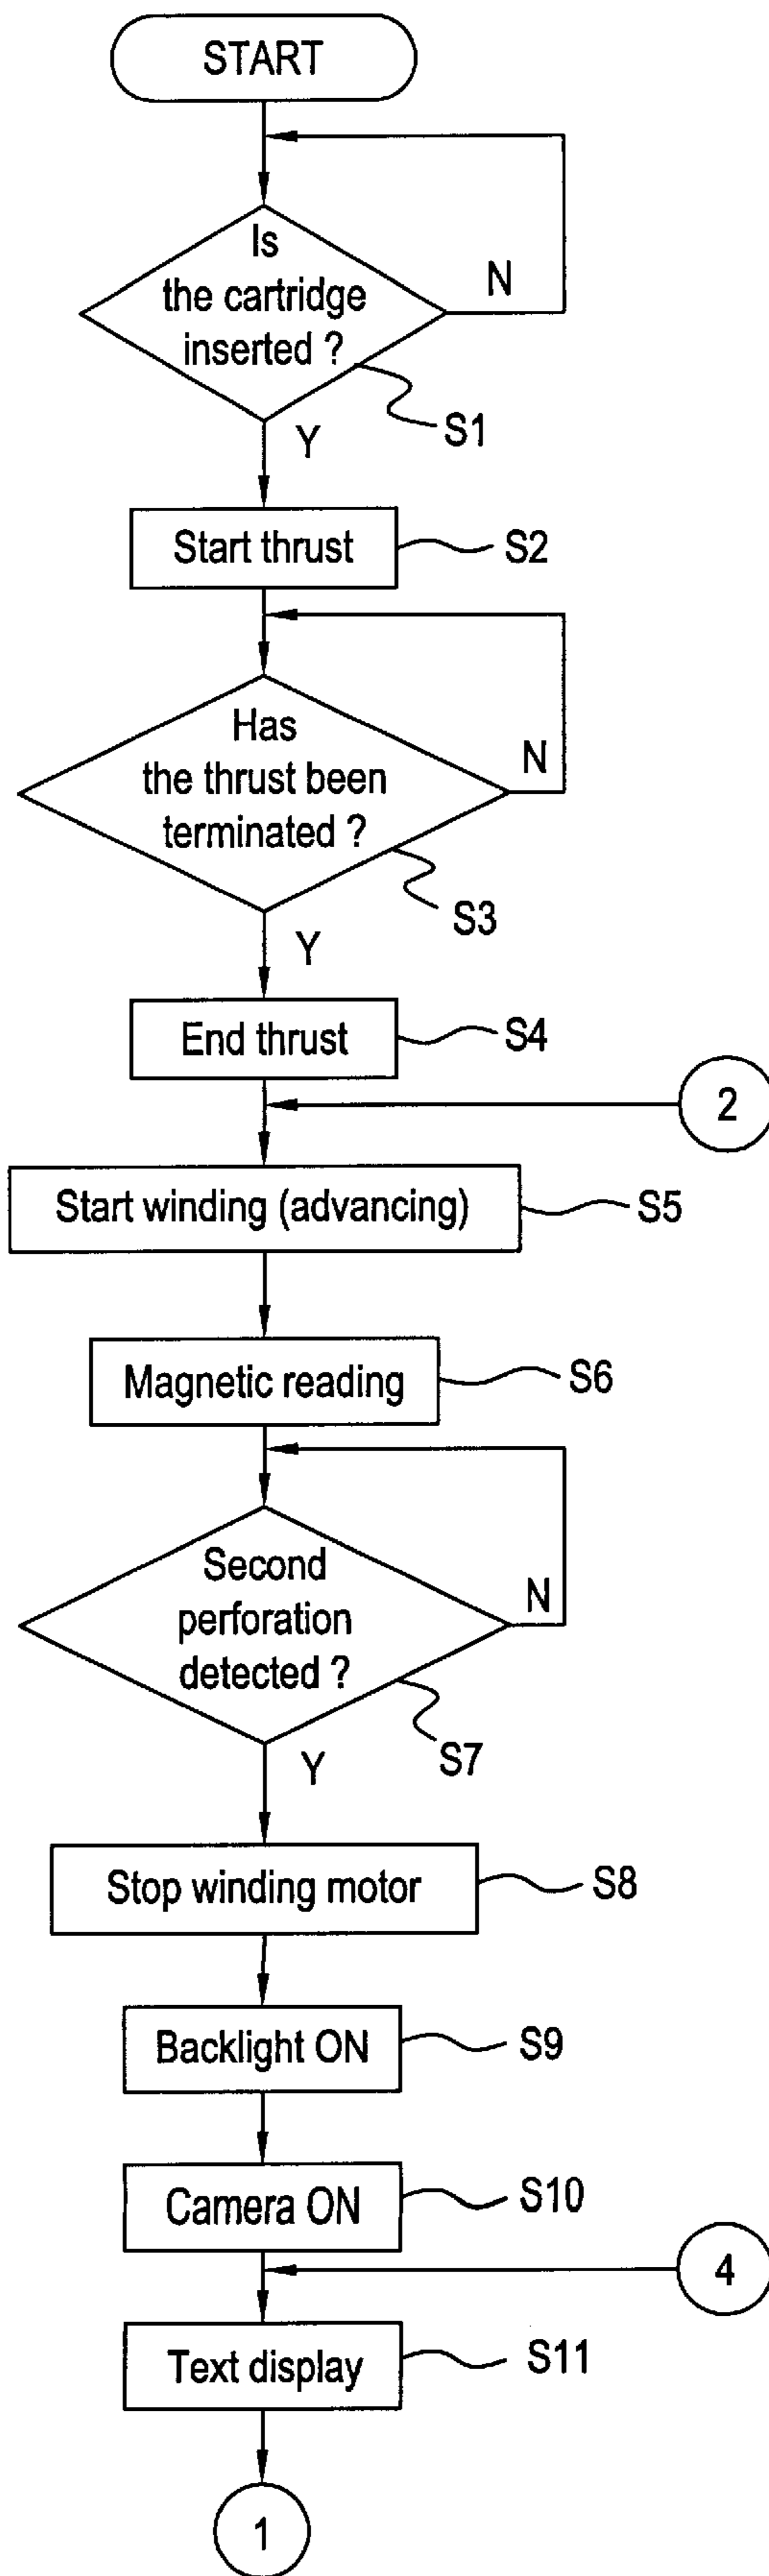 START
Is
the cartridge
inserted ?
N
S1
Y
Start thrust
S2
Has
the thrust been
terminated ?
N
S3
Y
End thrust
S4
2
Start winding (advancing)
S5
Magnetic reading
S6
Second
perforation
detected ?
N
S7
Y
Stop winding motor
S8
Backlight ON
S9
Camera ON
S10
4
Text display
S11
1